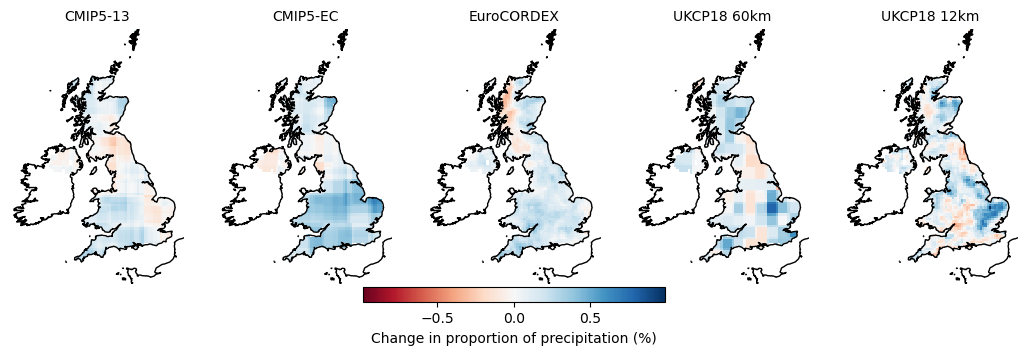 CMIP5-13 CMIP5-EC EuroCORDEX UKCP18 60km UKCP18 12km
−0.5 0.0 0.5
Change in proportion of precipitation (%)